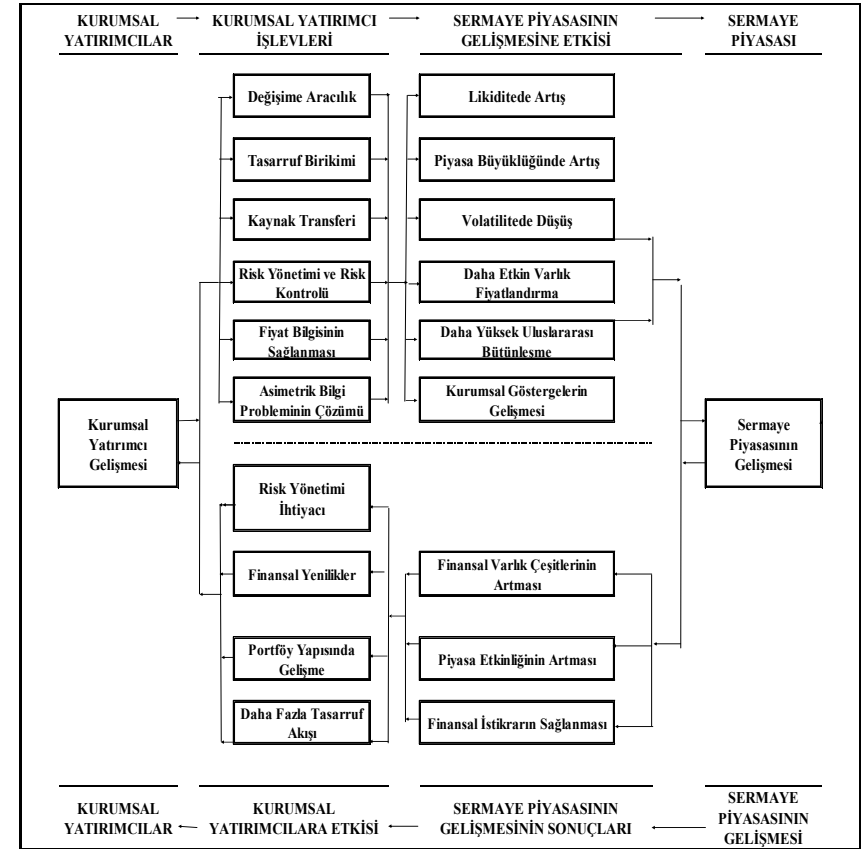 KURUMSAL
YATIRIMCILAR
KURUMSAL YATIRIMCI
İŞLEVLERİ
SERMAYE PİYASASININ
GELİŞMESİNE ETKİSİ
SERMAYE
PİYASASI
Değişime Aracılık
Likiditede Artış
Tasarruf Birikimi
Piyasa Büyüklüğünde Artış
Kaynak Transferi
Volatilitede Düşüş
Risk Yönetimi ve Risk
Kontrolü
Daha Etkin Varlık
Fiyatlandırma
Fiyat Bilgisinin
Sağlanması
Daha Yüksek Uluslararası
Bütünleşme
Asimetrik Bilgi
Probleminin Çözümü
Kurumsal Göstergelerin
Gelişmesi
Kurumsal
Yatırımcı
Gelişmesi
Sermaye
Piyasasının
Gelişmesi
Risk Yönetimi
İhtiyacı
Finansal Yenilikler
Finansal Varlık Çeşitlerinin
Artması
Portföy Yapısında
Gelişme
Piyasa Etkinliğinin Artması
Daha Fazla Tasarruf
Akışı
Finansal İstikrarın Sağlanması
KURUMSAL
YATIRIMCILAR
KURUMSAL
YATIRIMCILARA ETKİSİ
SERMAYE PİYASASININ
GELİŞMESİNİN SONUÇLARI
SERMAYE
PİYASASININ
GELİŞMESİ